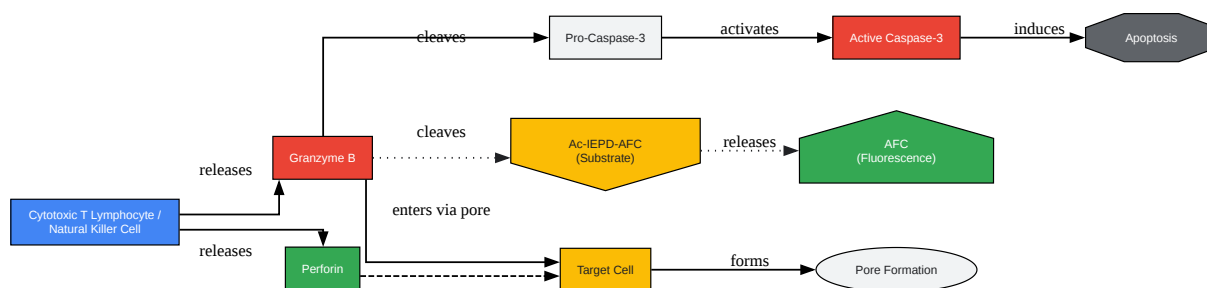 cleaves
Pro-Caspase-3
activates
Active Caspase-3
induces
Apoptosis
Granzyme B
cleaves
Ac-IEPD-AFC
(Substrate)
releases
AFC
(Fluorescence)
releases
Cytotoxic T Lymphocyte /
Natural Killer Cell
enters via pore
releases
Perforin
Target Cell
forms
Pore Formation